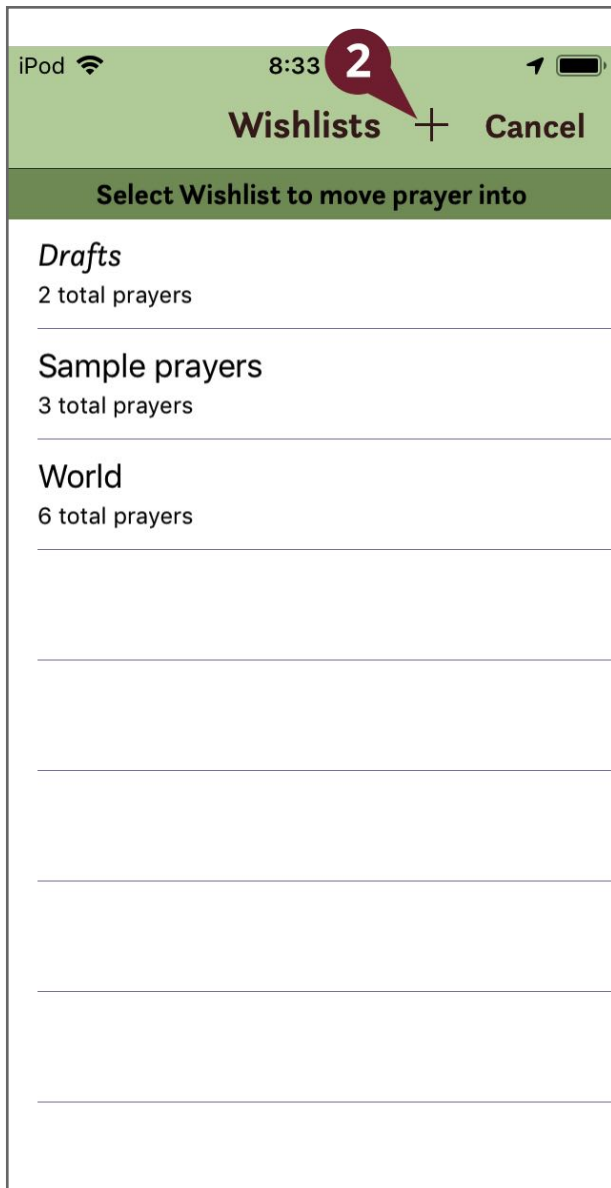 iPod 8:33 2
Wishlists + Cancel
Select Wishlist to move prayer into
Drafts
2 total prayers
Sample prayers
3 total prayers
World
6 total prayers